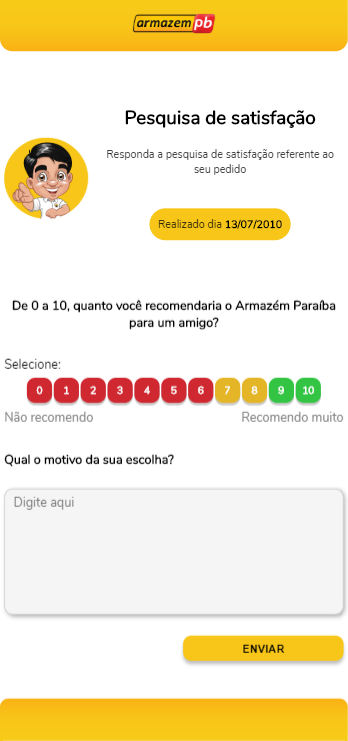 armazem pb
Pesquisa de satisfação
Responda a pesquisa de satisfação referente ao
seu pedido
Realizado dia 13/07/2010
De 0 a 10, quanto você recomendaria o Armazém Paraíba
para um amigo?
Selecione:
0 1 2 3 4 5 6 7 8 9 10
Não recomendo Recomendo muito
Qual o motivo da sua escolha?
Digite aqui
ENVIAR